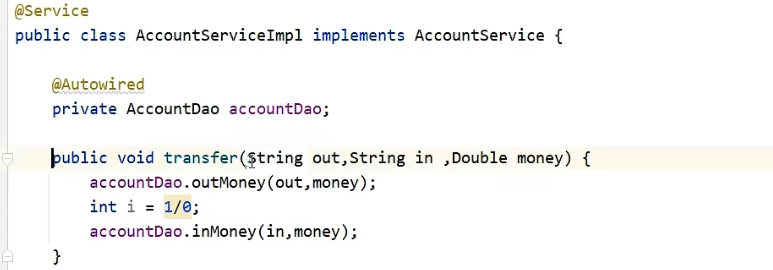 @Service
public class AccountServiceImpl implements AccountService {
@Autowired
private AccountDao accountDao;
public void transfer(String out,String in ,Double money) {
accountDao.outMoney(out,money);
int i = 1/0;
accountDao.inMoney(in,money);
}